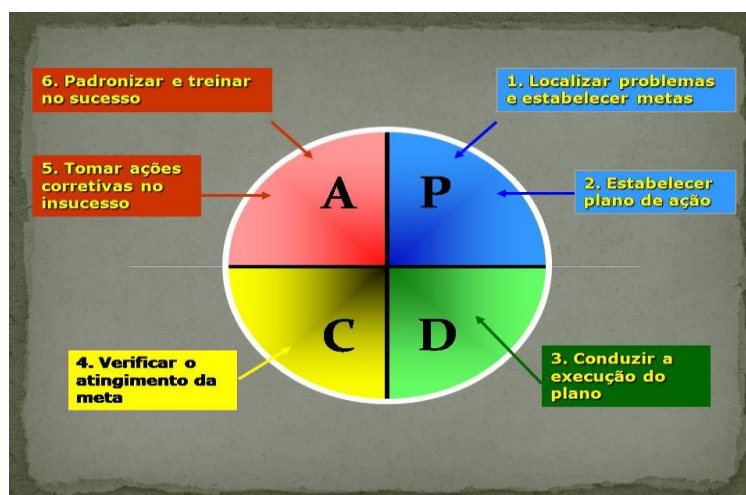 6. Padronizar e treinar
no sucesso
1. Localizar problemas
e estabelecer metas
5. Tomar ações
corretivas no
insucesso
A
P
2. Estabelecer
plano de ação
C
D
4. Verificar o
atingimento da
meta
3. Conduzir a
execução do
plano